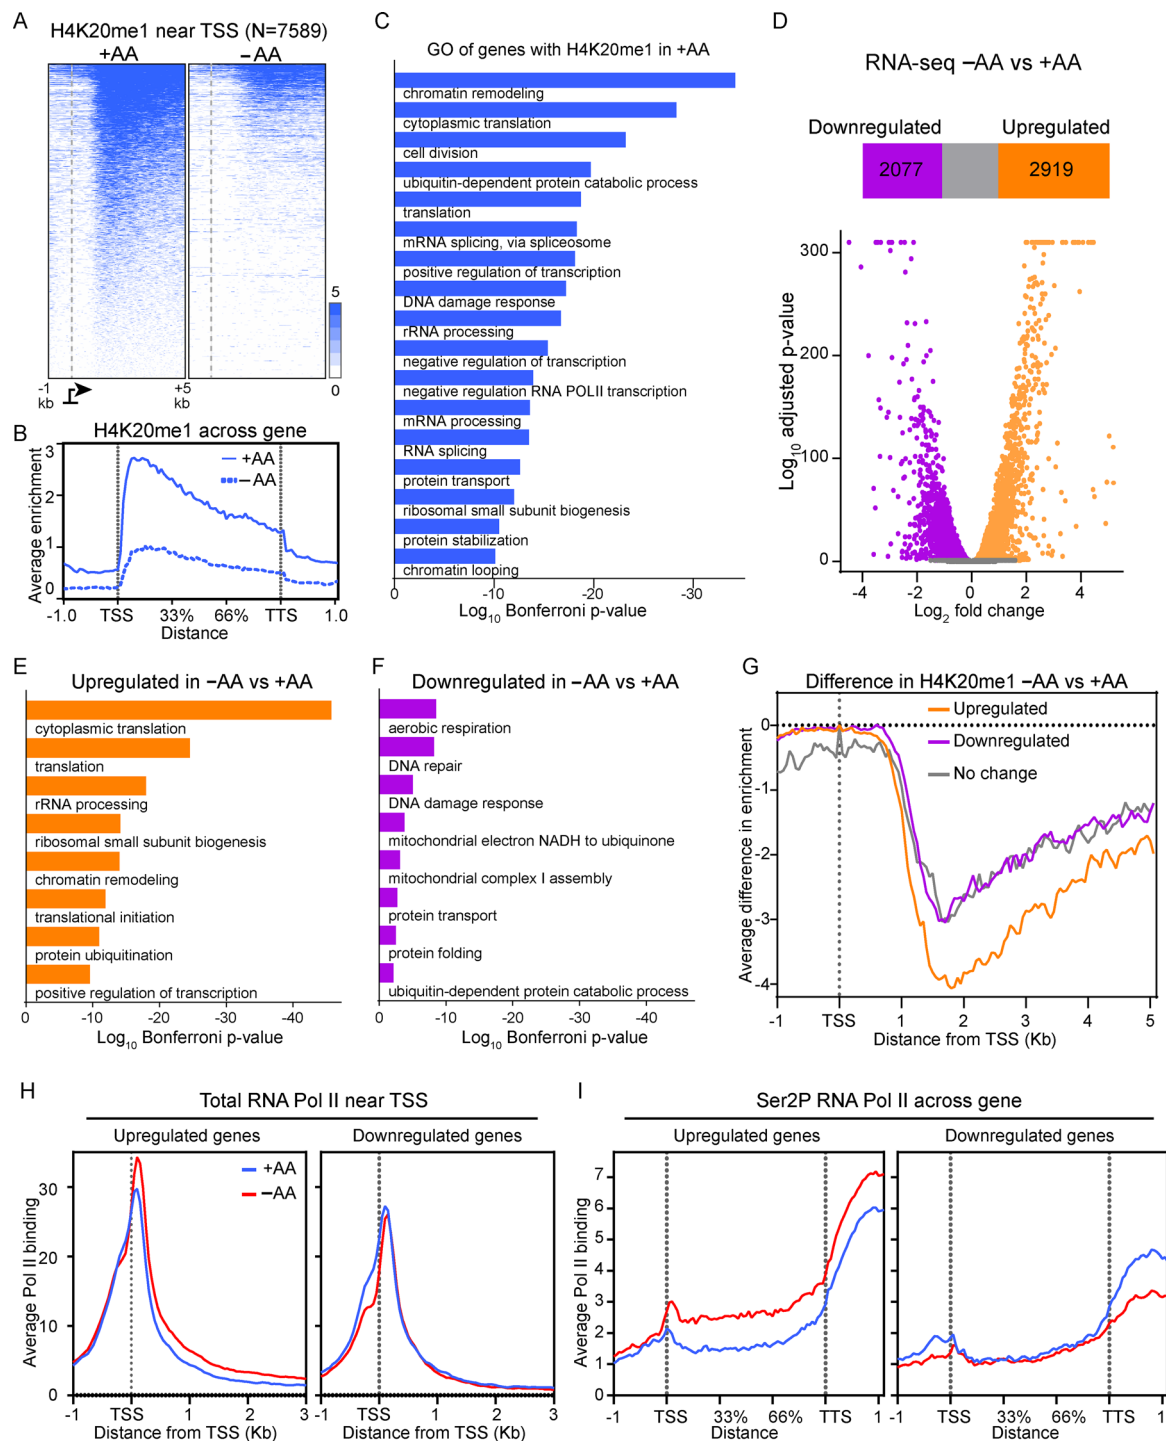 A
H4K20me1 near TSS (N=7589)
+AA
–AA
5
0
-1
kb
+5
kb
B
H4K20me1 across gene
3
2
1
0
+AA
–AA
Average enrichment
-1.0
TSS
33%
66%
TTS
1.0
Distance
C
GO of genes with H4K20me1 in +AA
chromatin remodeling
cytoplasmic translation
cell division
ubiquitin-dependent protein catabolic process
translation
mRNA splicing, via spliceosome
positive regulation of transcription
DNA damage response
rRNA processing
negative regulation of transcription
negative regulation RNA POLII transcription
mRNA processing
RNA splicing
protein transport
ribosomal small subunit biogenesis
protein stabilization
chromatin looping
0
-10
-20
-30
Log10 Bonferroni p-value
D
RNA-seq –AA vs +AA
Downregulated
Upregulated
2077
2919
300
200
100
0
Log10 adjusted p-value
-4
-2
0
2
4
Log2 fold change
E
Upregulated in –AA vs +AA
cytoplasmic translation
translation
rRNA processing
ribosomal small subunit biogenesis
chromatin remodeling
translational initiation
protein ubiquitination
positive regulation of transcription
0
-10
-20
-30
-40
Log10 Bonferroni p-value
F
Downregulated in –AA vs +AA
aerobic respiration
DNA repair
DNA damage response
mitochondrial electron NADH to ubiquinone
mitochondrial complex I assembly
protein transport
protein folding
ubiquitin-dependent protein catabolic process
0
-10
-20
-30
-40
Log10 Bonferroni p-value
G
Difference in H4K20me1 –AA vs +AA
Upregulated
Downregulated
No change
0
-1
-2
-3
-4
Average difference in enrichment
-1
TSS
1
2
3
4
5
Distance from TSS (Kb)
H
Total RNA Pol II near TSS
Upregulated genes
Downregulated genes
+AA
–AA
30
20
10
0
Average Pol II binding
-1
TSS
1
2
3
Distance from TSS (Kb)
-1
TSS
1
2
3
Distance from TSS (Kb)
I
Ser2P RNA Pol II across gene
Upregulated genes
Downregulated genes
7
6
5
4
3
2
1
0
Average Pol II binding
-1
TSS
33%
66%
TTS
1
Distance
-1
TSS
33%
66%
TTS
1
Distance